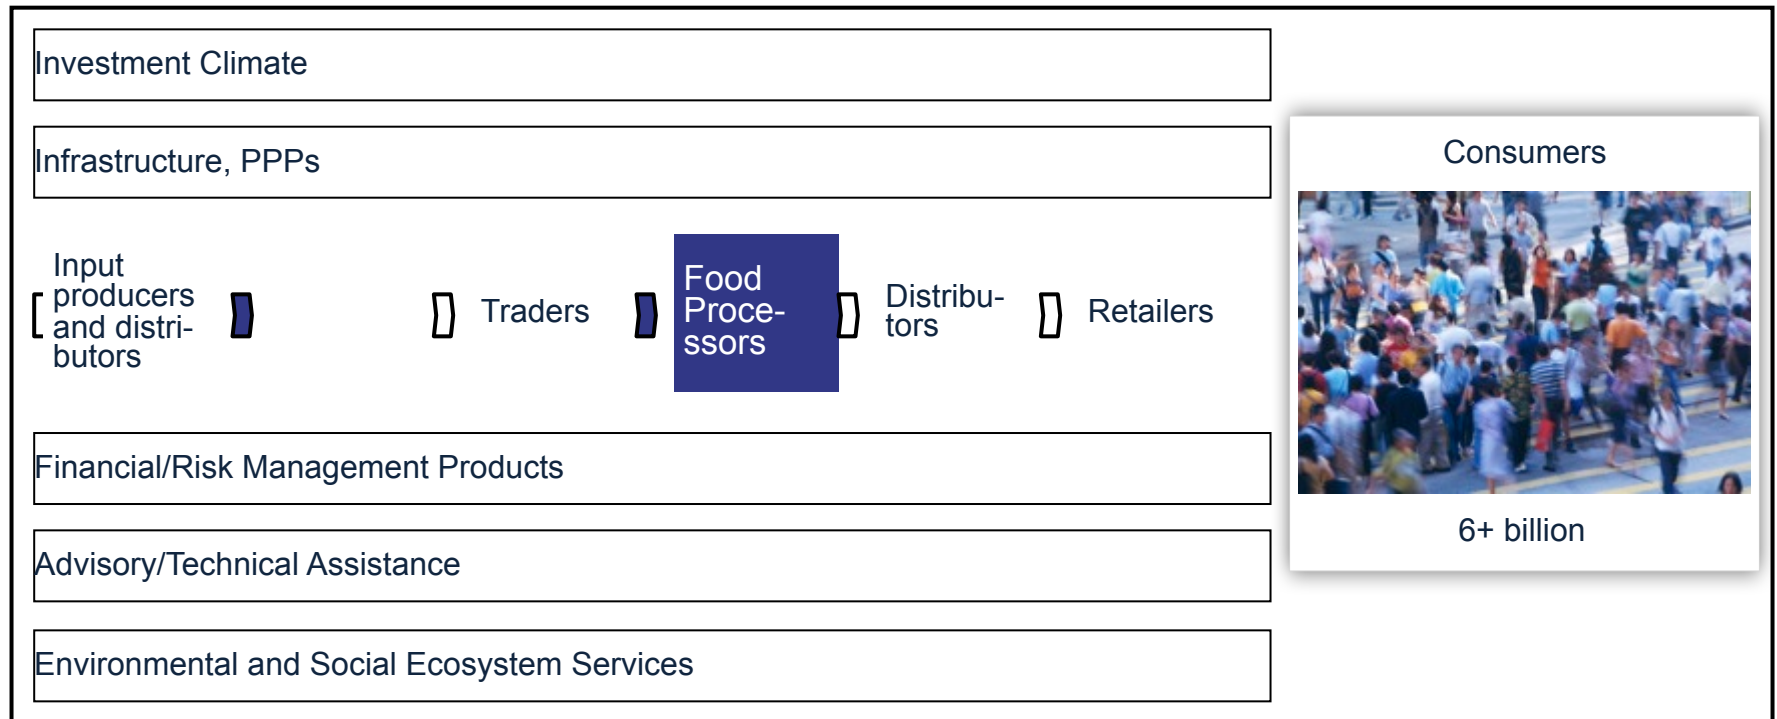 Investment Climate
Infrastructure, PPPs
Consumers
Input
producers
and distri-
butors
Traders
Food
Proce-
ssors
Distribu-
tors
Retailers
Financial/Risk Management Products
6+ billion
Advisory/Technical Assistance
Environmental and Social Ecosystem Services